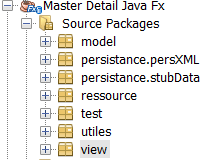 Master Detail Java Fx
Source Packages
model
persistance.persXML
persistance.stubData
ressource
test
utiles
view